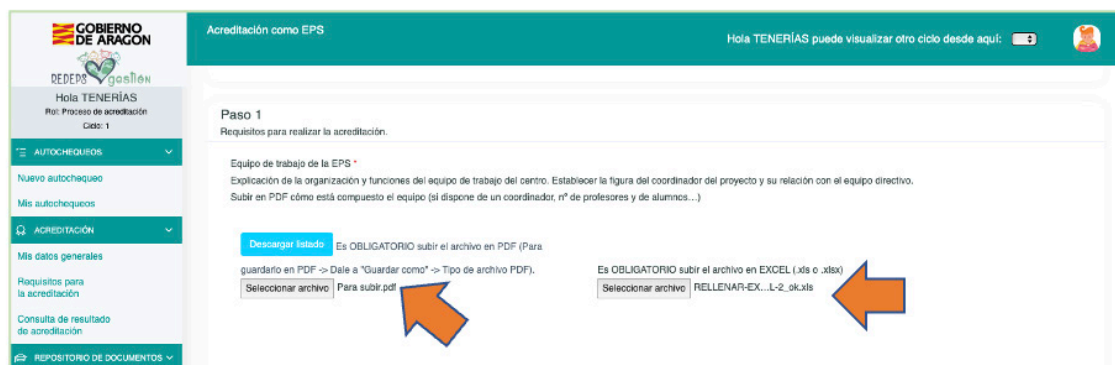 GOBIERNO
DE ARAGON
REDEPS gestión
Hola TENERÍAS
Rol: Proceso de acreditación
Ciclo: 1
AUTOCHEQUEOS
Nuevo autochequeo
Mis autochequeos
ACREDITACIÓN
Mis datos generales
Requisitos para
la acreditación
Consulta de resultado
de acreditación
REPOSITORIO DE DOCUMENTOS
Acreditación como EPS
Hola TENERÍAS puede visualizar otro ciclo desde aquí:
Paso 1
Requisitos para realizar la acreditación.
Equipo de trabajo de la EPS *
Explicación de la organización y funciones del equipo de trabajo del centro. Establecer la figura del coordinador del proyecto y su relación con el equipo directivo.
Subir en PDF cómo está compuesto el equipo (si dispone de un coordinador, nº de profesores y de alumnos...)
Descargar listado Es OBLIGATORIO subir el archivo en PDF (Para
guardarlo en PDF -> Dale a "Guardar como" -> Tipo de archivo PDF).
Seleccionar archivo Para subir.pdf
Es OBLIGATORIO subir el archivo en EXCEL (.xls o .xlsx)
Seleccionar archivo RELLENAR-EX...L-2_ok.xls